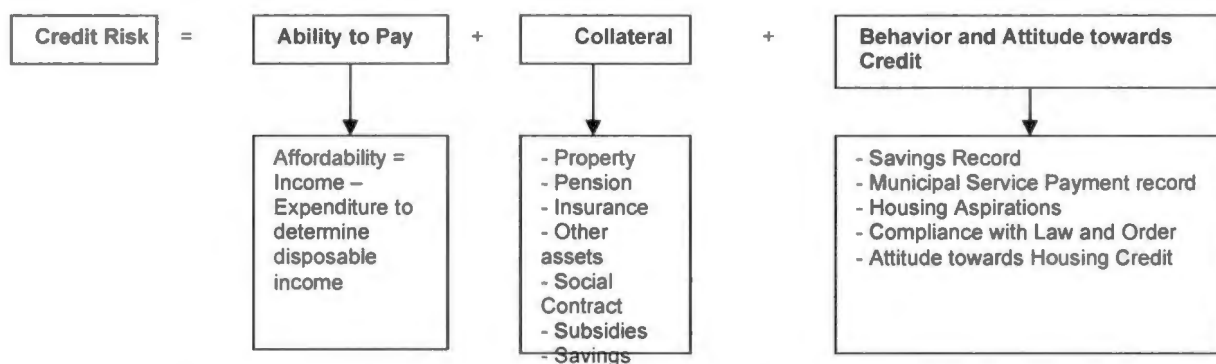 Credit Risk = Ability to Pay + Collateral + Behavior and Attitude towards
Credit
Affordability =
Income –
Expenditure to
determine
disposable
income
- Property
- Pension
- Insurance
- Other
assets
- Social
Contract
- Subsidies
- Savings
- Savings Record
- Municipal Service Payment record
- Housing Aspirations
- Compliance with Law and Order
- Attitude towards Housing Credit